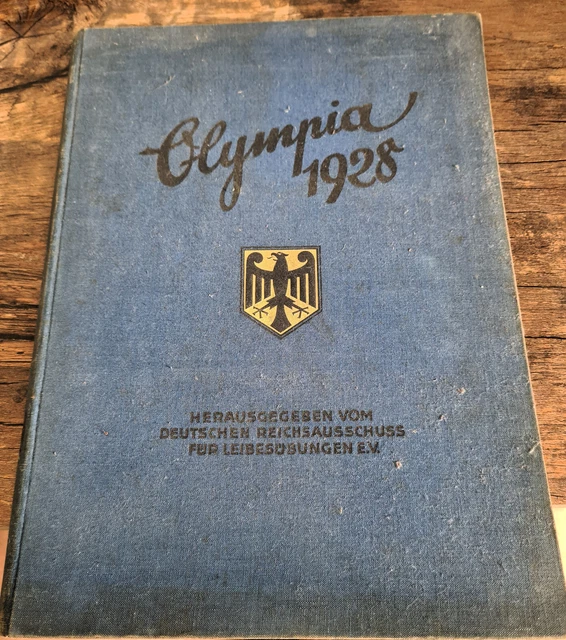 Olympia
1928
HERAUSGEGEBEN VOM
DEUTSCHEN REICHSAUSSCHUSS
FÜR LEIBESÜBUNGEN E.V.